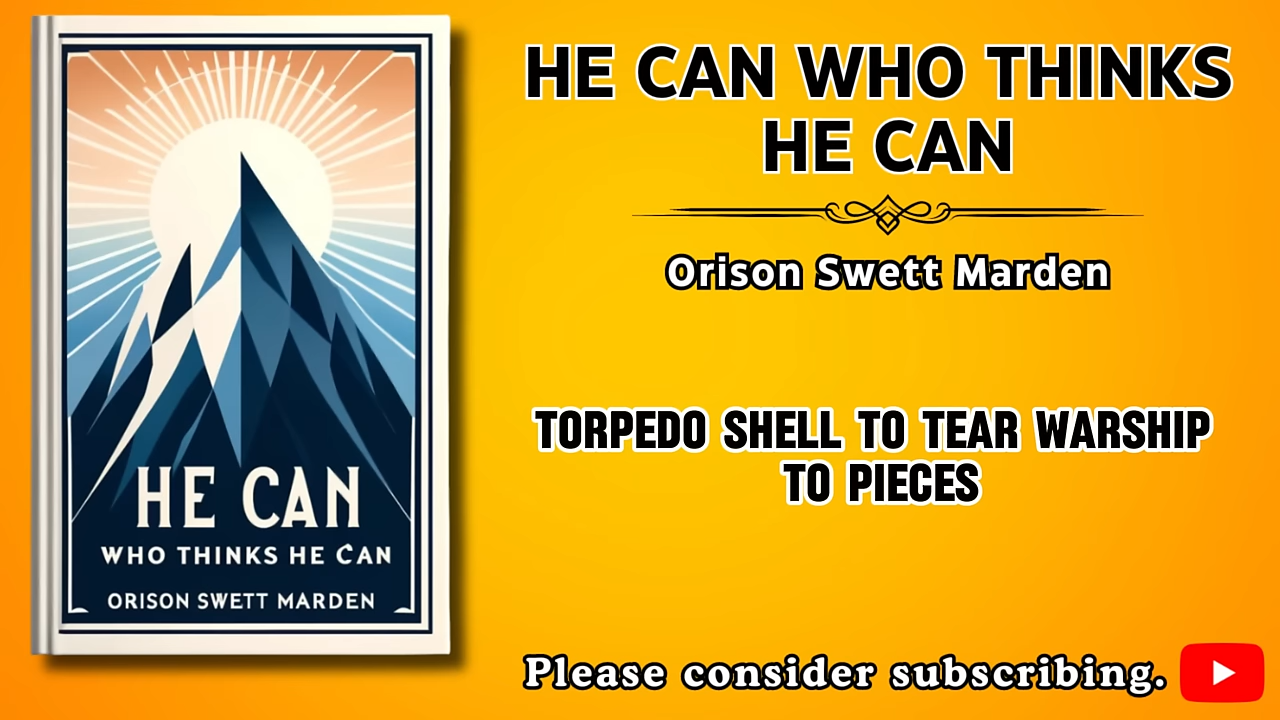 HE CAN
WHO THINKS HE CAN
ORISON SWETT MARDEN
HE CAN WHO THINKS
HE CAN
Orison Swett Marden
TORPEDO SHELL TO TEAR WARSHIP
TO PIECES
Please consider subscribing.